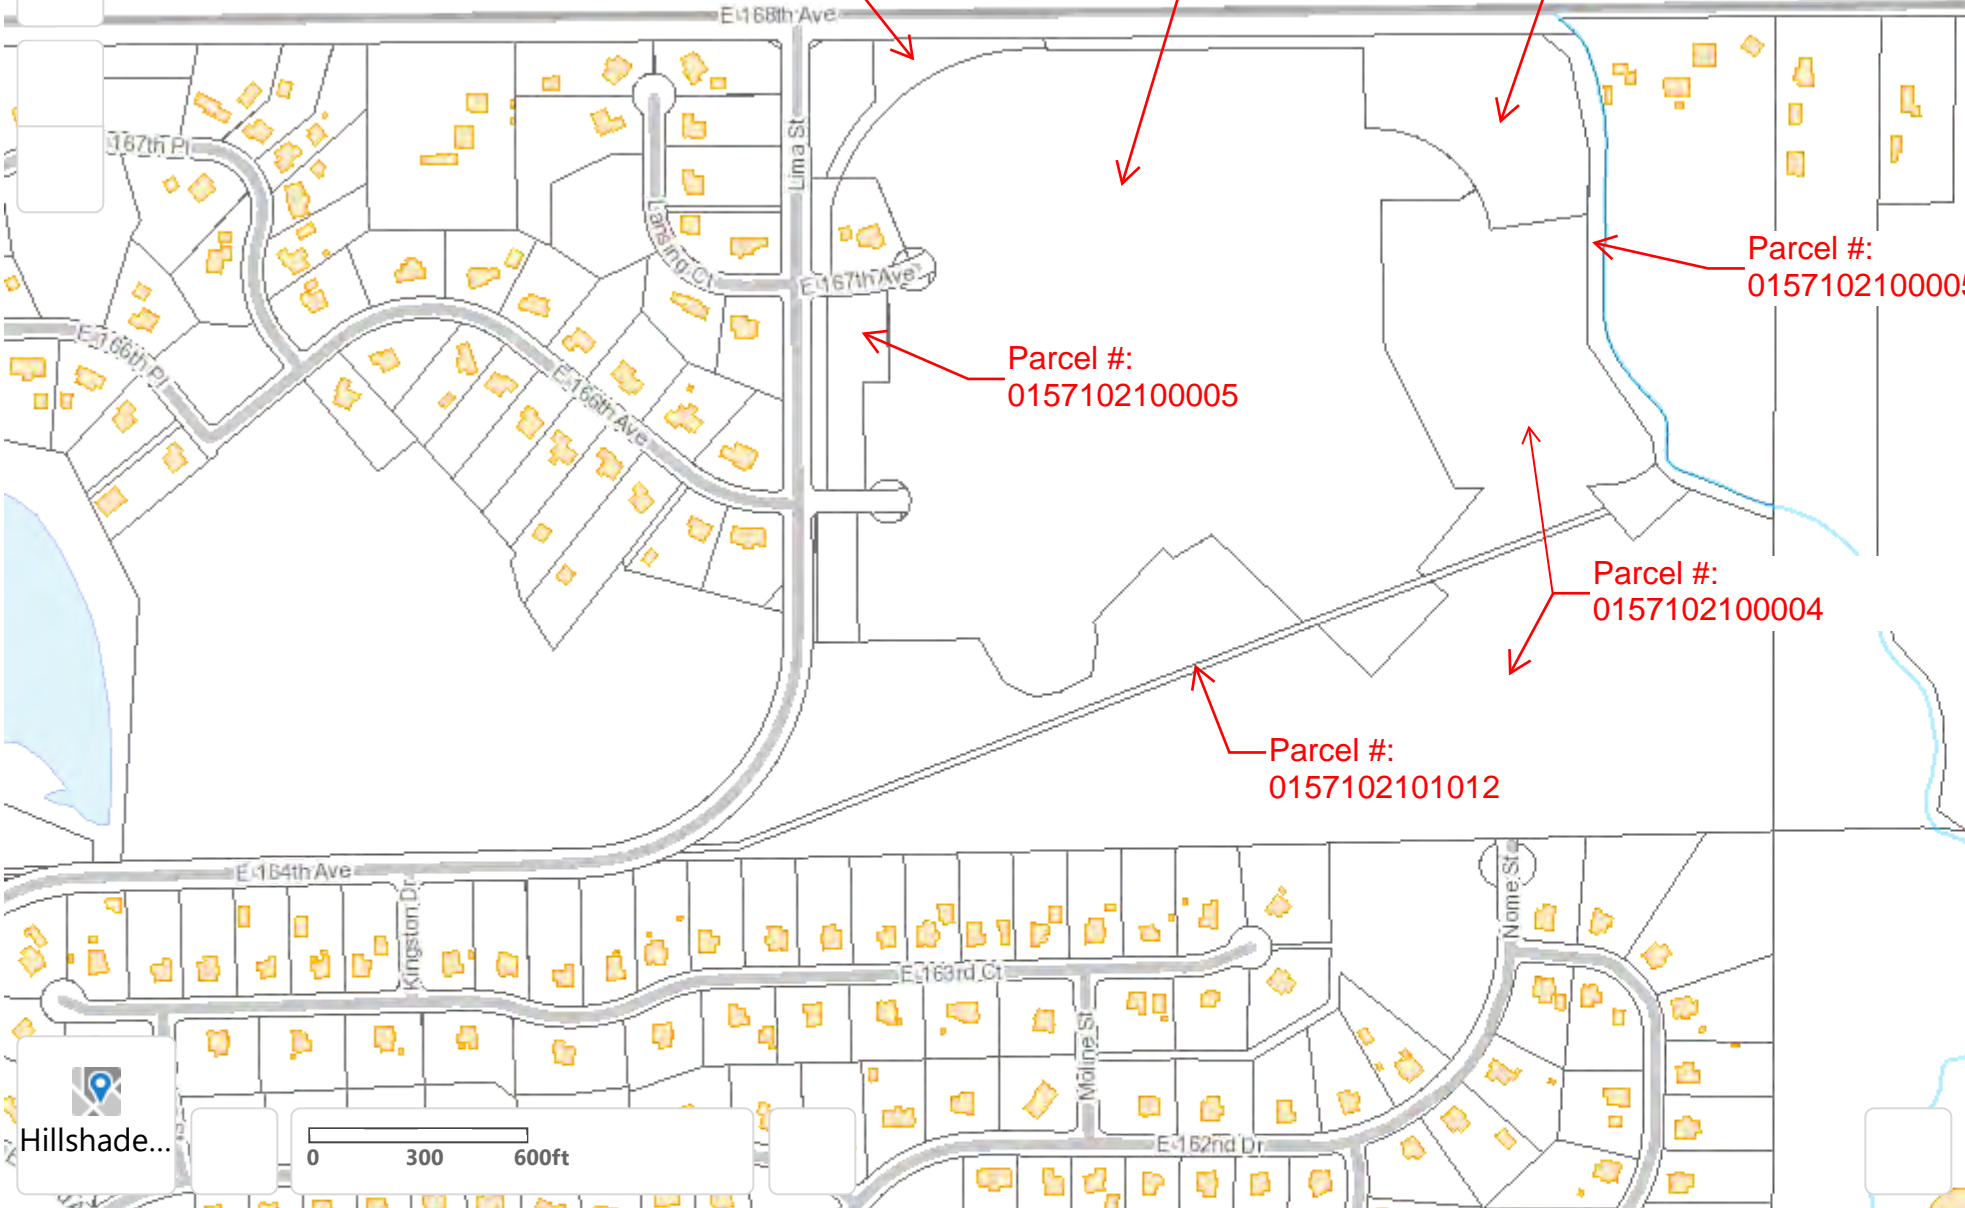 E 168th Ave
167th Pl
Lima St
Lansing Ct
E 167th Ave
Parcel #:
0157102100005
E 166th Pl
Parcel #:
0157102100005
E 166th Ave
Parcel #:
0157102100004
Parcel #:
0157102101012
E 164th Ave
Kingston Dr
Nome St
E 163rd Ct
Moline St
E 162nd Dr
Hillshade...
0 300 600ft